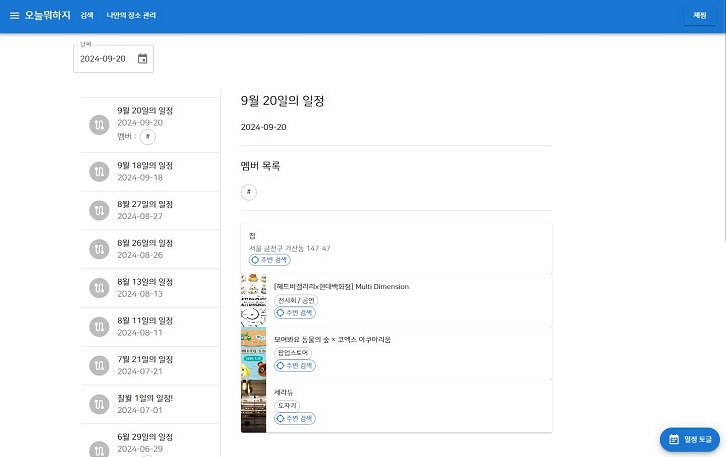 오늘뭐하지 검색 나만의 장소 관리 재찡
날짜
2024-09-20
9월 20일의 일정
2024-09-20
멤버 : #
9월 18일의 일정
2024-09-18
8월 27일의 일정
2024-08-27
8월 26일의 일정
2024-08-26
8월 13일의 일정
2024-08-13
8월 11일의 일정
2024-08-11
7월 21일의 일정
2024-07-21
칠월 1일의 일정!
2024-07-01
6월 29일의 일정
2024-06-29
9월 20일의 일정
2024-09-20
멤버 목록
#
집
서울 금천구 가산동 147-47
주변 검색
[헤드비갤러리x현대백화점] Multi Dimension
전시회 / 공연
주변 검색
모여봐요 동물의 숲 × 코엑스 아쿠아리움
팝업스토어
주변 검색
세라듀
도자기
주변 검색
일정 토글